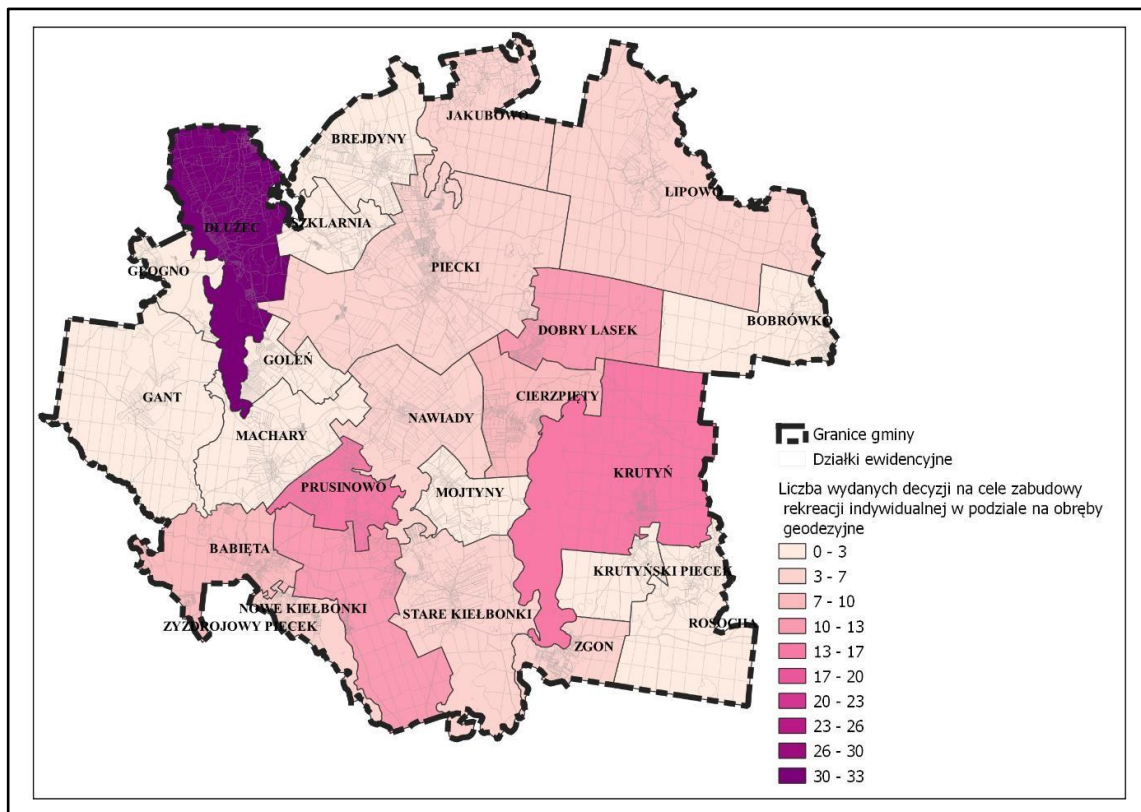 JAKUBOWO
BREJDYNY
LIPOWO
SZKLARNIA
DŁUŻEC
PIECKI
GŁOGNO
BOBRÓWKO
DOBRY LASEK
GOLEŃ
GANT
CIERZPIĘTY
NAWIADY
MACHARY
KRUTYŃ
PRUSINOWO
MOJTYNY
BABIĘTA
KRUTYŃSKI PIECEK
NOWE KIEŁBONKI
STARE KIEŁBONKI
ZYZDROJOWY PIECEK
ROSOCHA
ZGON
Granice gminy
Działki ewidencyjne
Liczba wydanych decyzji na cele zabudowy
rekreacji indywidualnej w podziale na obręby
geodezyjne
0 - 3
3 - 7
7 - 10
10 - 13
13 - 17
17 - 20
20 - 23
23 - 26
26 - 30
30 - 33